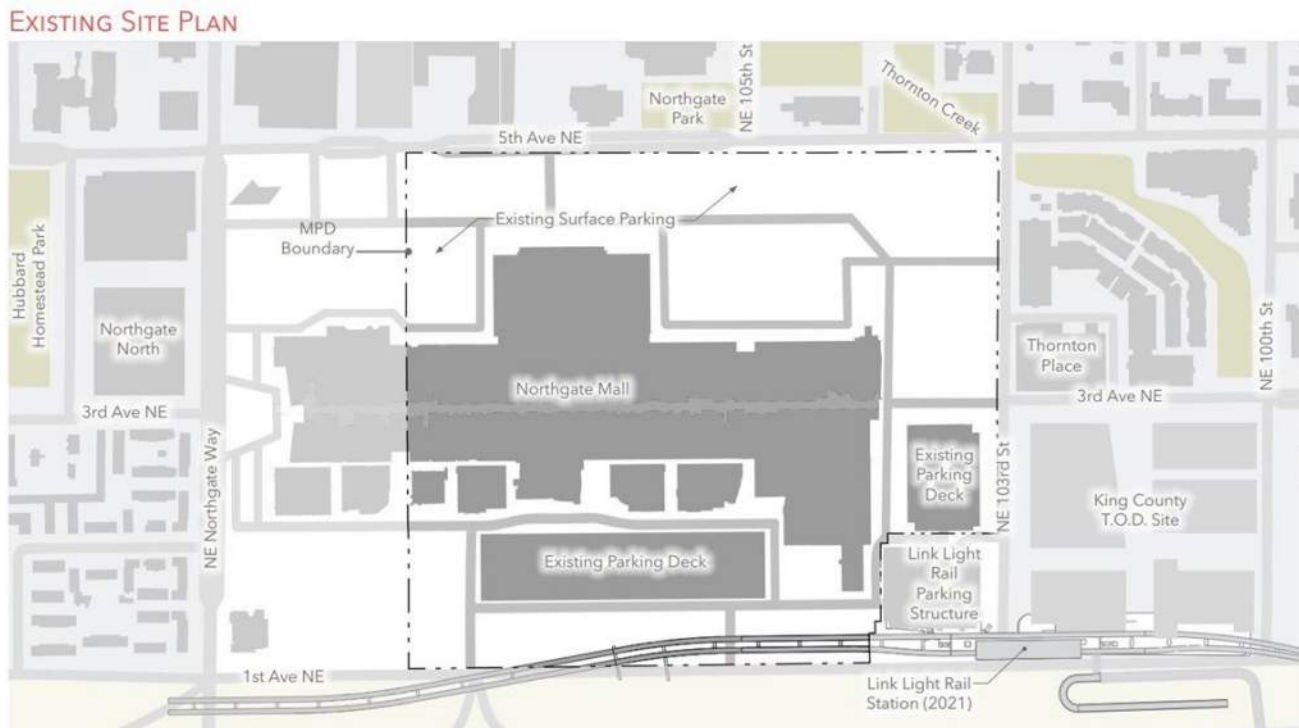 EXISTING SITE PLAN
Northgate
Park
NE 105th St
Thornton Creek
5th Ave NE
MPD
Boundary
Existing Surface Parking
Hubbard
Homestead Park
Northgate
North
Northgate Mall
Thornton
Place
NE 100th St
3rd Ave NE
3rd Ave NE
NE Northgate Way
Existing
Parking
Deck
NE 103rd St
King County
T.O.D. Site
Existing Parking Deck
Link Light
Rail
Parking
Structure
1st Ave NE
Link Light Rail
Station (2021)